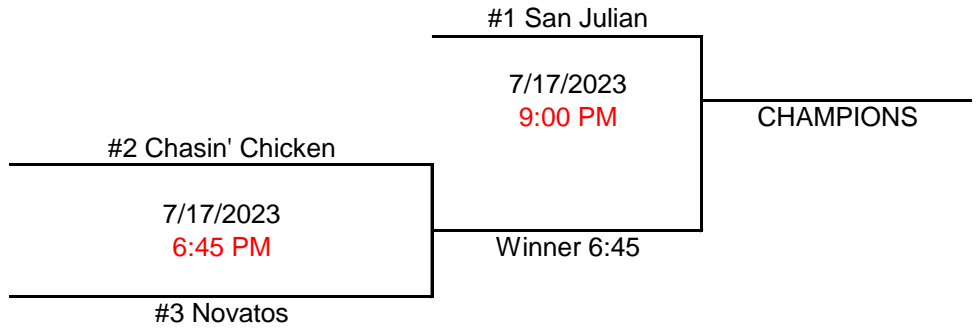 #1 San Julian
7/17/2023
9:00 PM
CHAMPIONS
#2 Chasin' Chicken
7/17/2023
6:45 PM
Winner 6:45
#3 Novatos